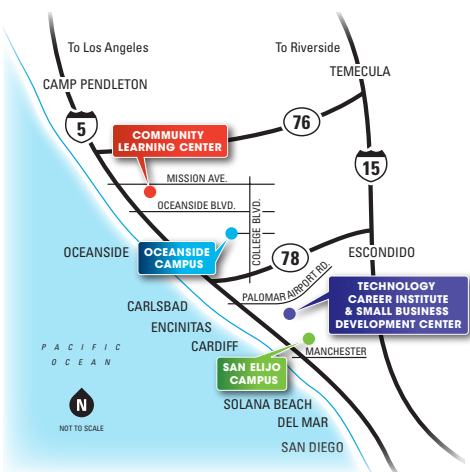 To Los Angeles
To Riverside
TEMECULA
CAMP PENDLETON
5
76
COMMUNITY
LEARNING CENTER
15
MISSION AVE.
OCEANSIDE BLVD.
COLLEGE BLVD.
OCEANSIDE
OCEANSIDE
CAMPUS
78
ESCONDIDO
PALOMAR AIRPORT RD.
TECHNOLOGY
CAREER INSTITUTE
& SMALL BUSINESS
DEVELOPMENT CENTER
CARLSBAD
ENCINITAS
CARDIFF
PACIFIC
OCEAN
MANCHESTER
SAN ELIJO
CAMPUS
N
NOT TO SCALE
SOLANA BEACH
DEL MAR
SAN DIEGO